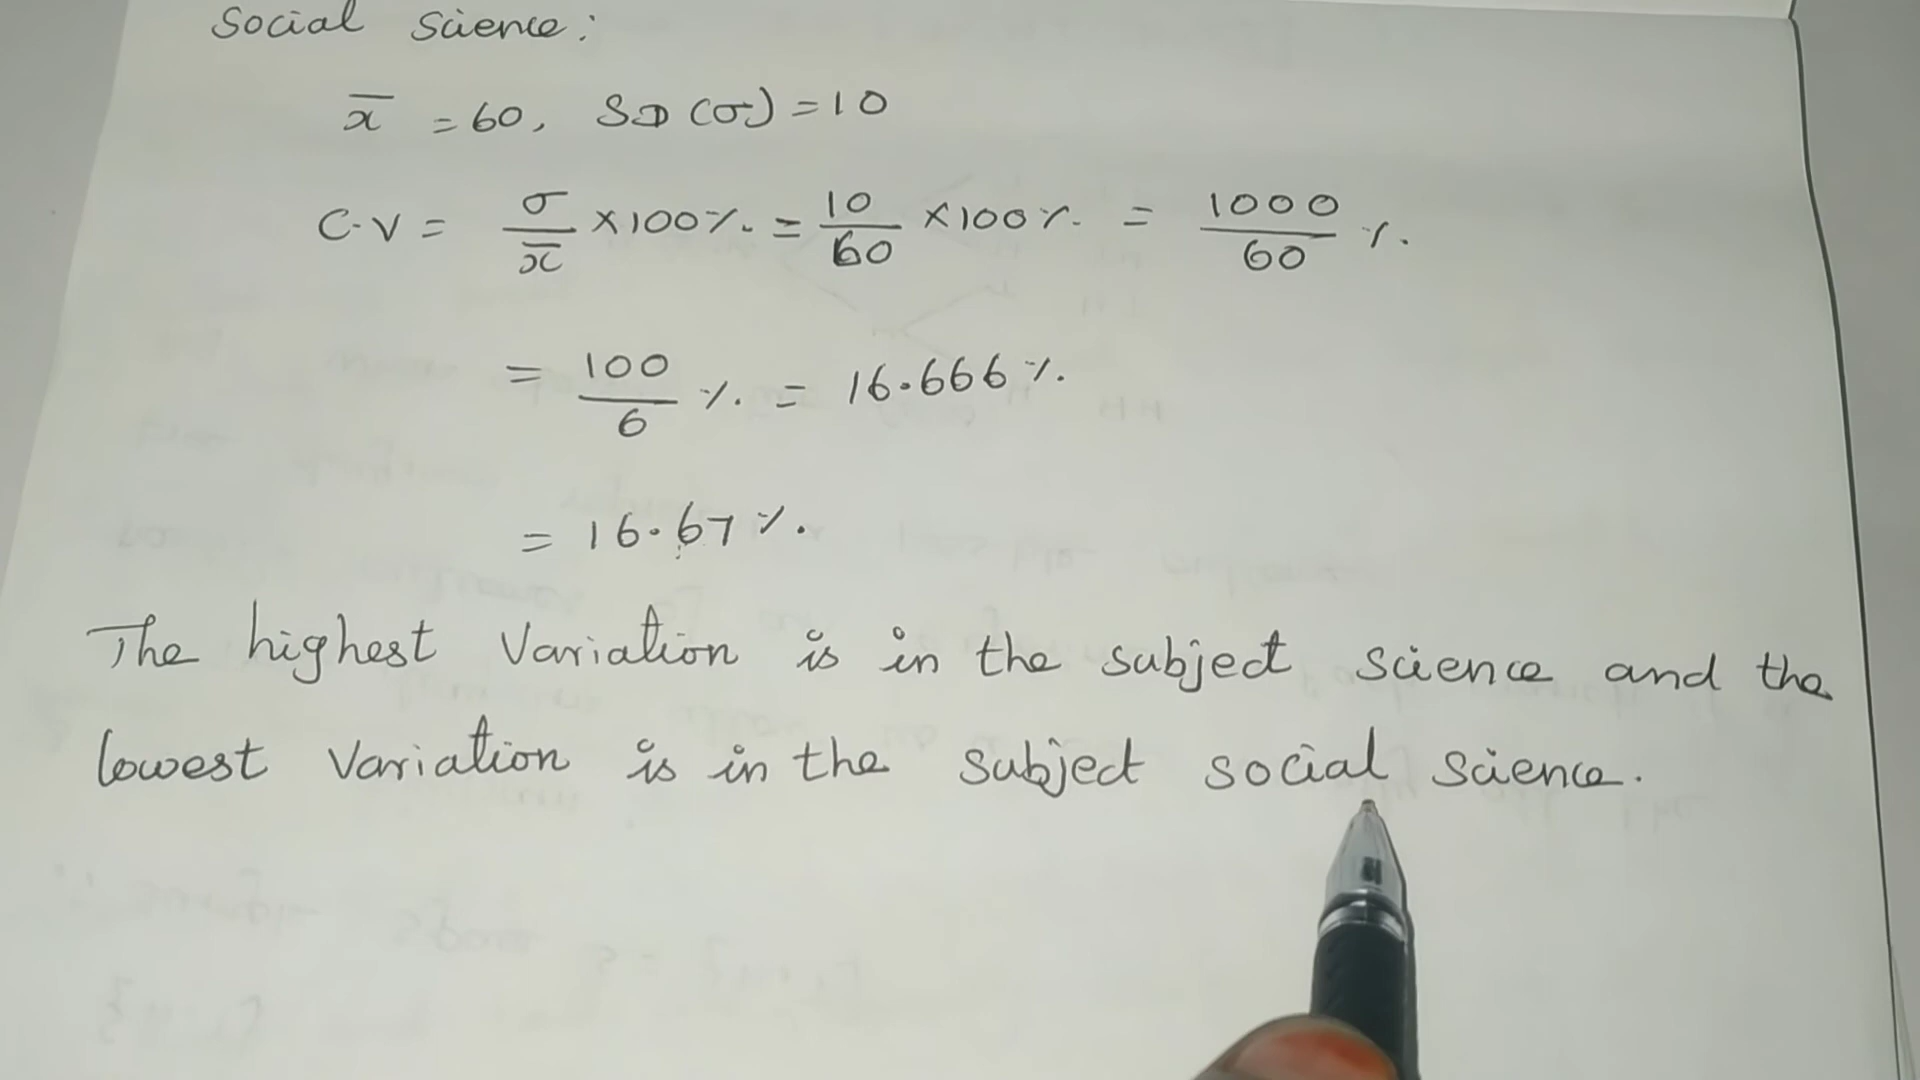 Social Science:
x̄ = 60, SD (σ) = 10
C.V = σ/x̄ × 100 % = 10/60 × 100 % = 1000/60 %.
= 100/6 % = 16.666 %.
= 16.67 %.
The highest Variation is in the subject science and the
lowest Variation is in the subject social science.